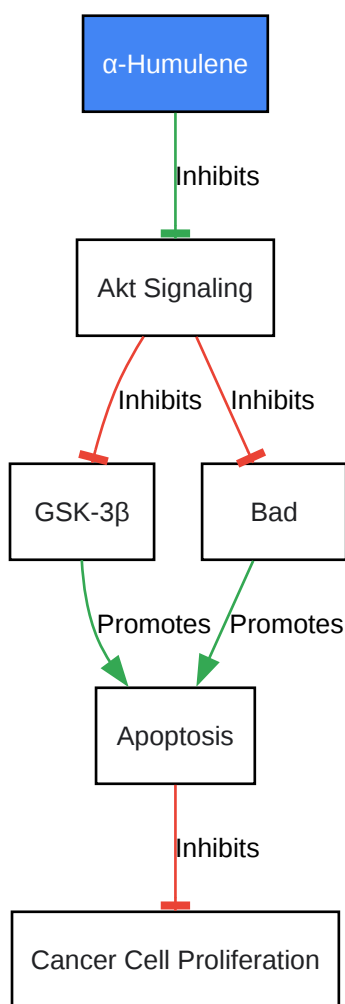 α-Humulene
Inhibits
Akt Signaling
Inhibits
Inhibits
GSK-3β
Bad
Promotes
Promotes
Apoptosis
Inhibits
Cancer Cell Proliferation